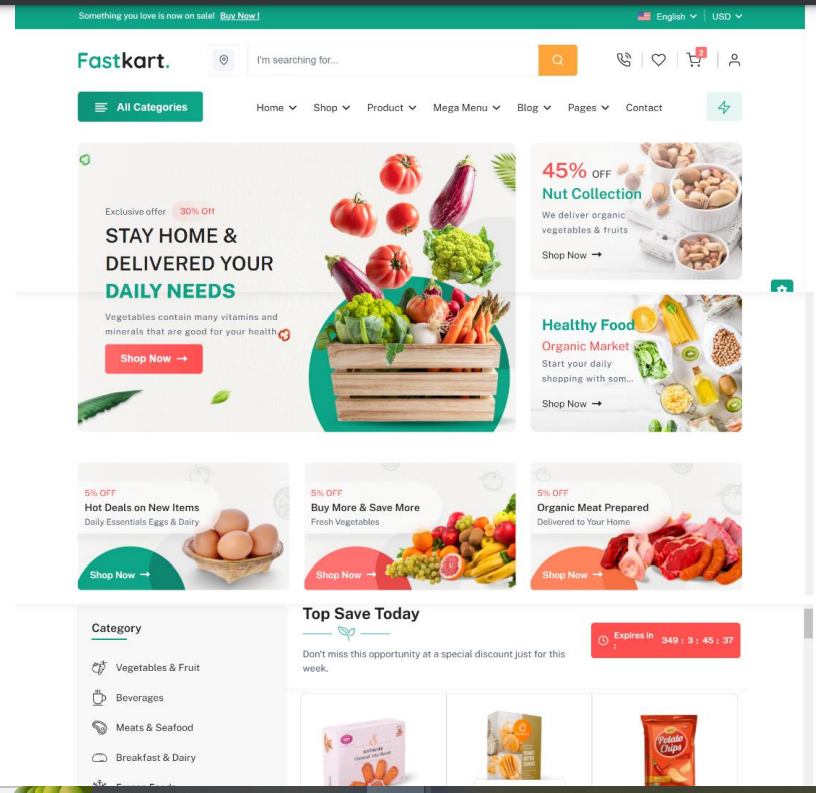 Something you love is now on sale! Buy Now !
English
USD
Fastkart.
I'm searching for...
2
All Categories
Home
Shop
Product
Mega Menu
Blog
Pages
Contact
Exclusive offer 30% Off
STAY HOME &
DELIVERED YOUR
DAILY NEEDS
Vegetables contain many vitamins and
minerals that are good for your health.
Shop Now
45% OFF
Nut Collection
We deliver organic
vegetables & fruits
Shop Now
Healthy Food
Organic Market
Start your daily
shopping with som...
Shop Now
5% OFF
Hot Deals on New Items
Daily Essentials Eggs & Dairy
Shop Now
5% OFF
Buy More & Save More
Fresh Vegetables
Shop Now
5% OFF
Organic Meat Prepared
Delivered to Your Home
Shop Now
Category
Vegetables & Fruit
Beverages
Meats & Seafood
Breakfast & Dairy
Frozen Foods
Top Save Today
Don't miss this opportunity at a special discount just for this
week.
Expires in
:
349 : 3 : 45 : 37
Potato
Chips